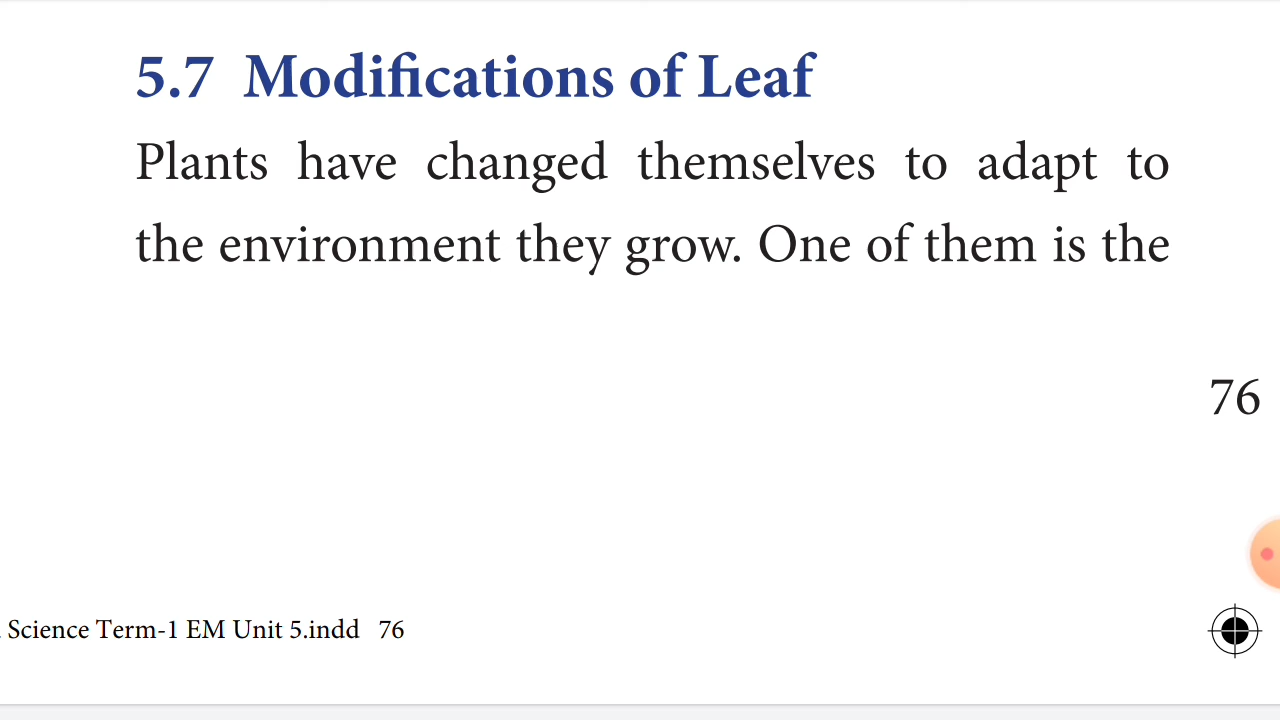 5.7 Modifications of Leaf
Plants have changed themselves to adapt to
the environment they grow. One of them is the
76
Science Term-1 EM Unit 5.indd 76